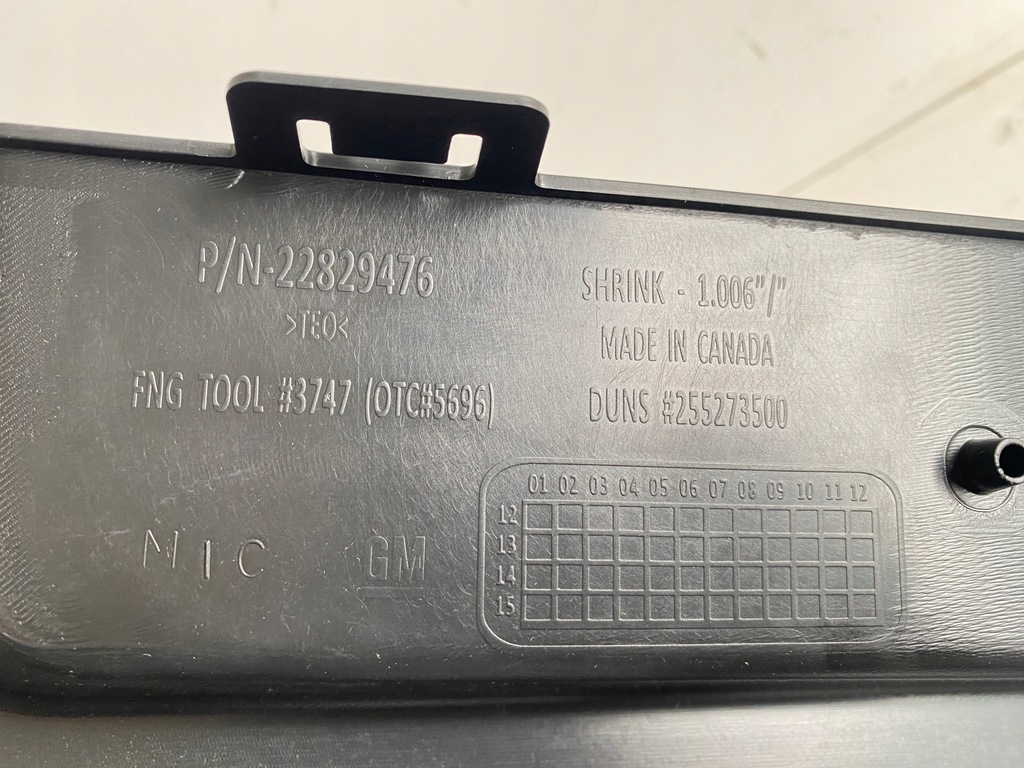 P/N-22829476
>TEO<
FNG TOOL #3747 (OTC#5696)
SHRINK - 1.006"/"
MADE IN CANADA
DUNS #255273500
MIC
GM
01 02 03 04 05 06 07 08 09 10 11 12
12
13
14
15